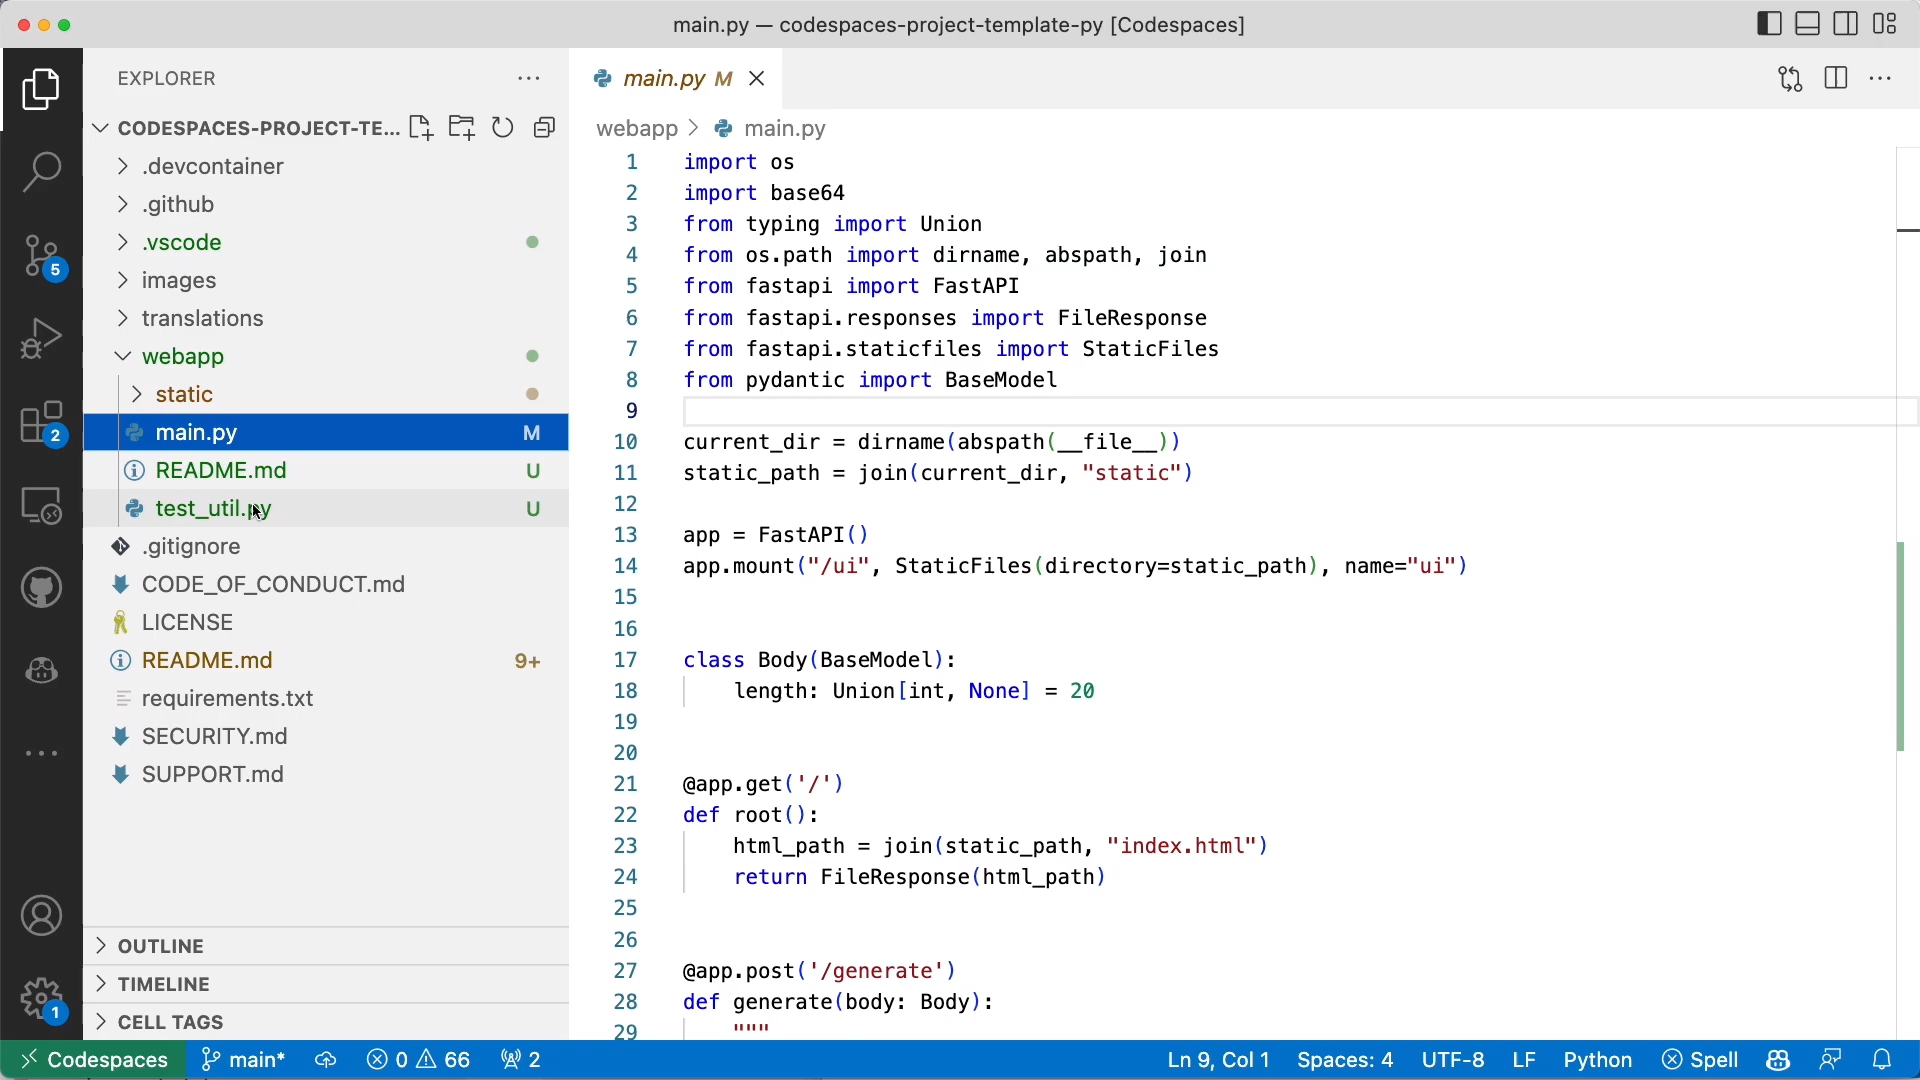 main.py — codespaces-project-template-py [Codespaces]
EXPLORER
CODESPACES-PROJECT-TE...
.devcontainer
.github
.vscode
images
translations
webapp
static
main.py M
README.md U
test_util.py U
.gitignore
CODE_OF_CONDUCT.md
LICENSE
README.md 9+
requirements.txt
SECURITY.md
SUPPORT.md
OUTLINE
TIMELINE
CELL TAGS
5
2
1
main.py M
webapp > main.py
1 import os
2 import base64
3 from typing import Union
4 from os.path import dirname, abspath, join
5 from fastapi import FastAPI
6 from fastapi.responses import FileResponse
7 from fastapi.staticfiles import StaticFiles
8 from pydantic import BaseModel
9
10 current_dir = dirname(abspath(__file__))
11 static_path = join(current_dir, "static")
12
13 app = FastAPI()
14 app.mount("/ui", StaticFiles(directory=static_path), name="ui")
15
16
17 class Body(BaseModel):
18     length: Union[int, None] = 20
19
20
21 @app.get('/')
22 def root():
23     html_path = join(static_path, "index.html")
24     return FileResponse(html_path)
25
26
27 @app.post('/generate')
28 def generate(body: Body):
29     """
Codespaces main* 0 66 2 Ln 9, Col 1 Spaces: 4 UTF-8 LF Python Spell